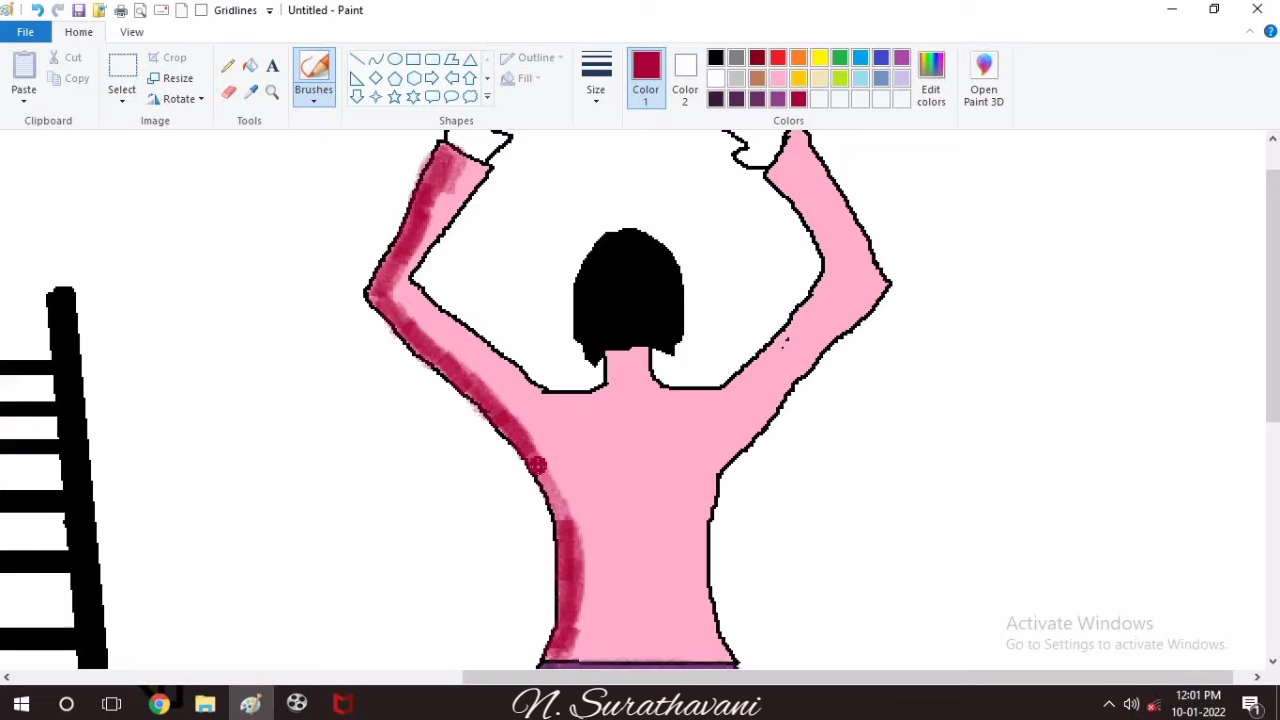 Gridlines Untitled - Paint
File Home View
Paste Cut Copy
Select Crop Resize Rotate
A
Brushes
Outline Fill
Size
Color 1
Color 2
Edit colors
Open Paint 3D
Clipboard Image Tools Shapes Colors
Activate Windows
Go to Settings to activate Windows.
N. Surathavani
12:01 PM
10-01-2022
1